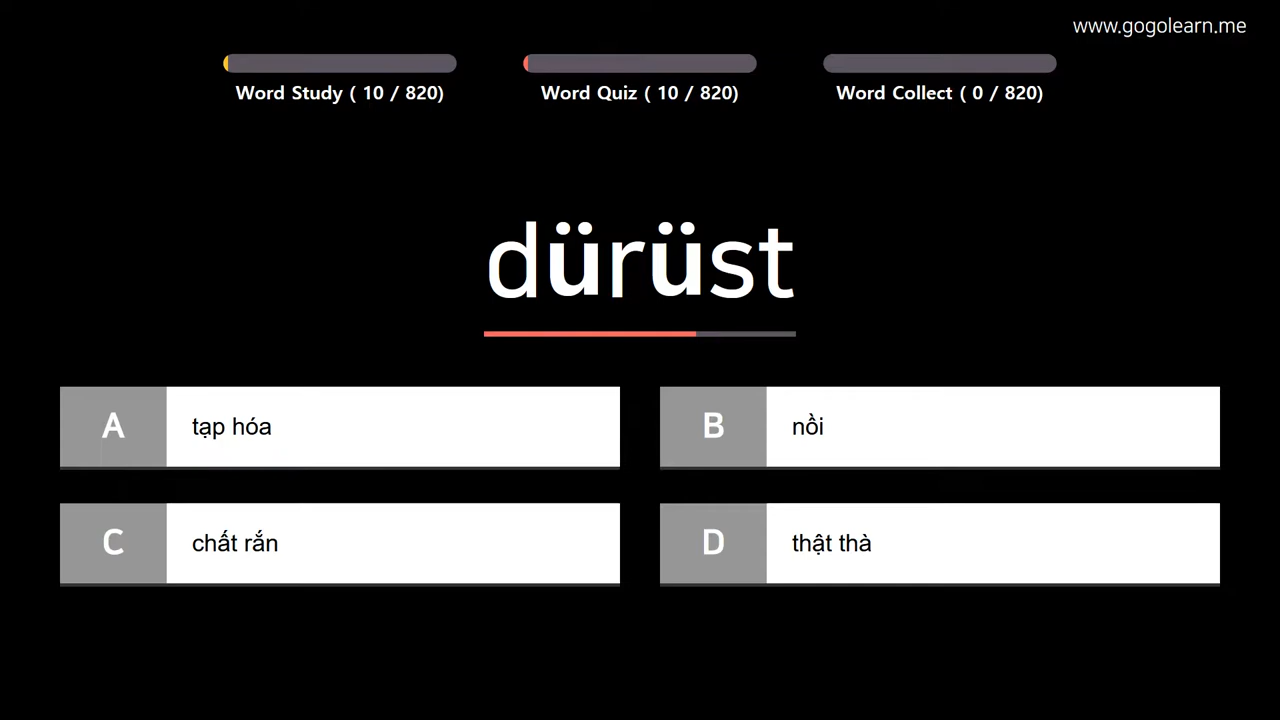 www.gogolearn.me
Word Study ( 10 / 820)
Word Quiz ( 10 / 820)
Word Collect ( 0 / 820)
dürüst
A tạp hóa
B nồi
C chất rắn
D thật thà